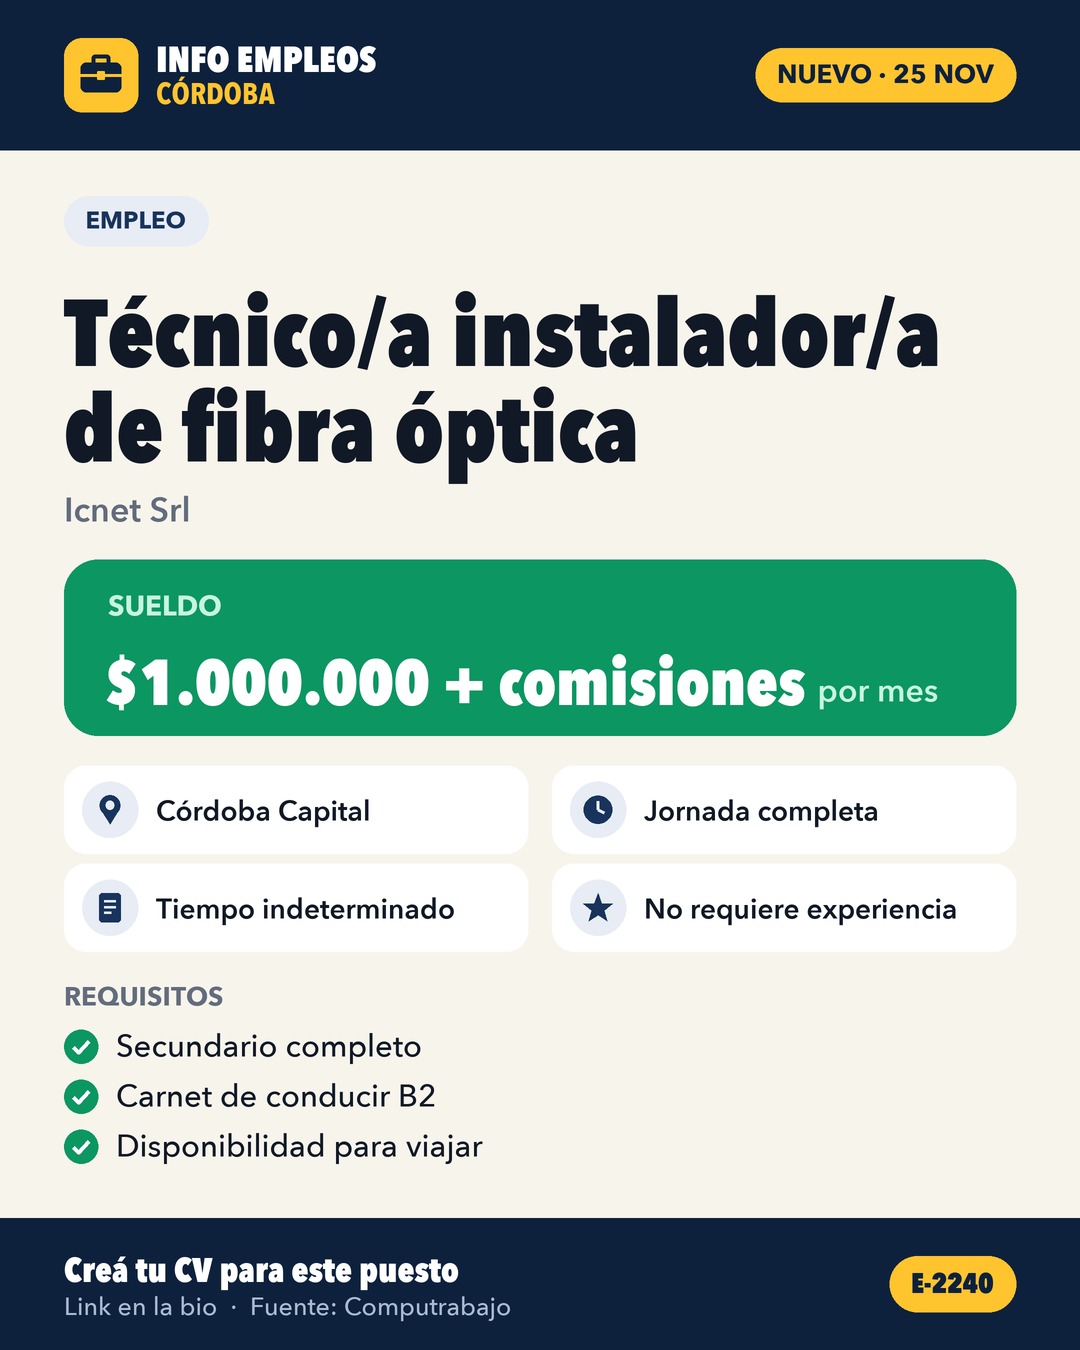 INFO EMPLEOS
CÓRDOBA
NUEVO · 25 NOV
EMPLEO
Técnico/a instalador/a
de fibra óptica
Icnet Srl
SUELDO
$1.000.000 + comisiones por mes
Córdoba Capital
Jornada completa
Tiempo indeterminado
No requiere experiencia
REQUISITOS
Secundario completo
Carnet de conducir B2
Disponibilidad para viajar
Creá tu CV para este puesto
Link en la bio · Fuente: Computrabajo
E-2240